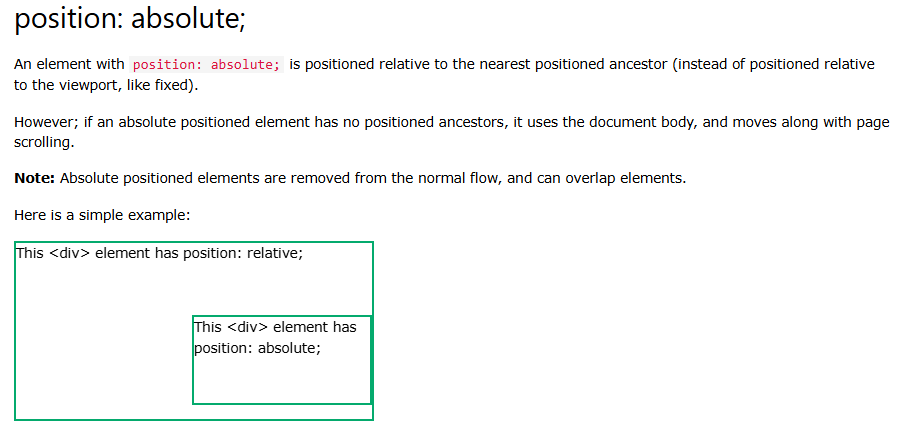 position: absolute;
An element with position: absolute; is positioned relative to the nearest positioned ancestor (instead of positioned relative
to the viewport, like fixed).
However; if an absolute positioned element has no positioned ancestors, it uses the document body, and moves along with page
scrolling.
Note: Absolute positioned elements are removed from the normal flow, and can overlap elements.
Here is a simple example:
This <div> element has position: relative;
This <div> element has
position: absolute;